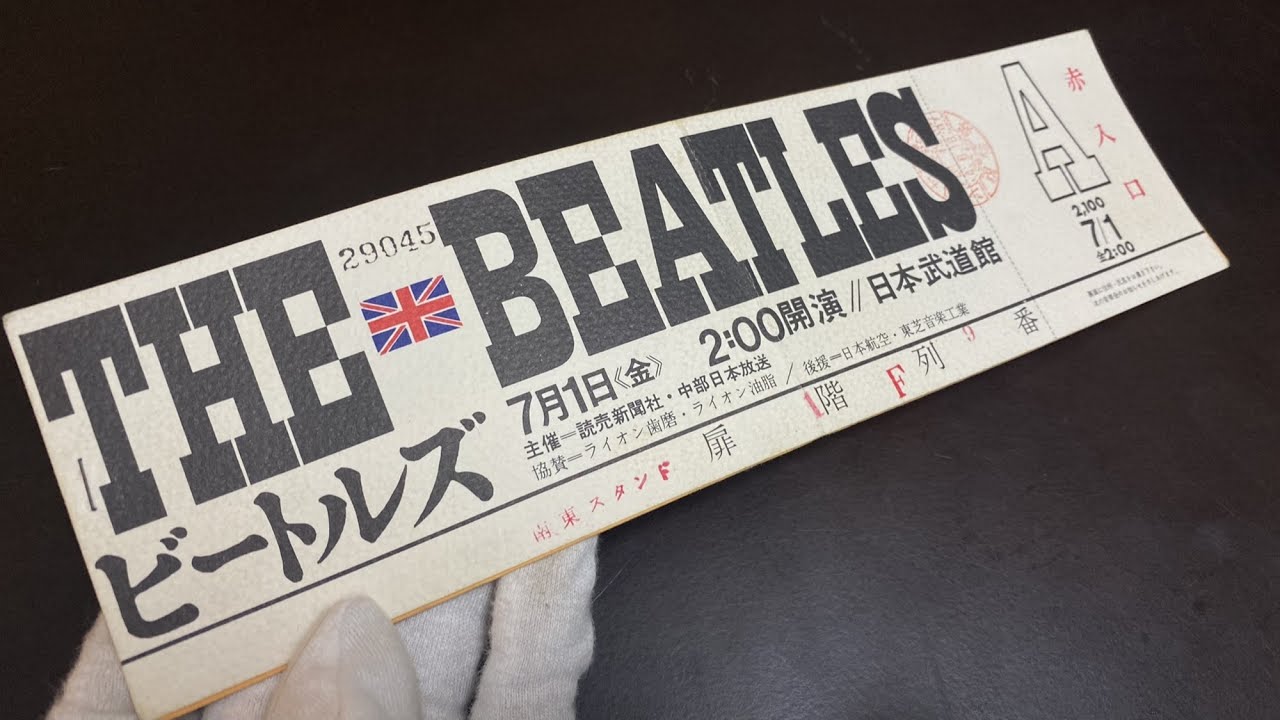 THE BEATLES
29045
ビートルズ
7月1日《金》 2:00開演//日本武道館
主催=読売新聞社・中部日本放送
協賛=ライオン歯磨・ライオン油脂 / 後援=日本航空・東芝音楽工業
南東スタンド 扉 1階 F列 9番
A
赤入口
2,100
7/1
2:00